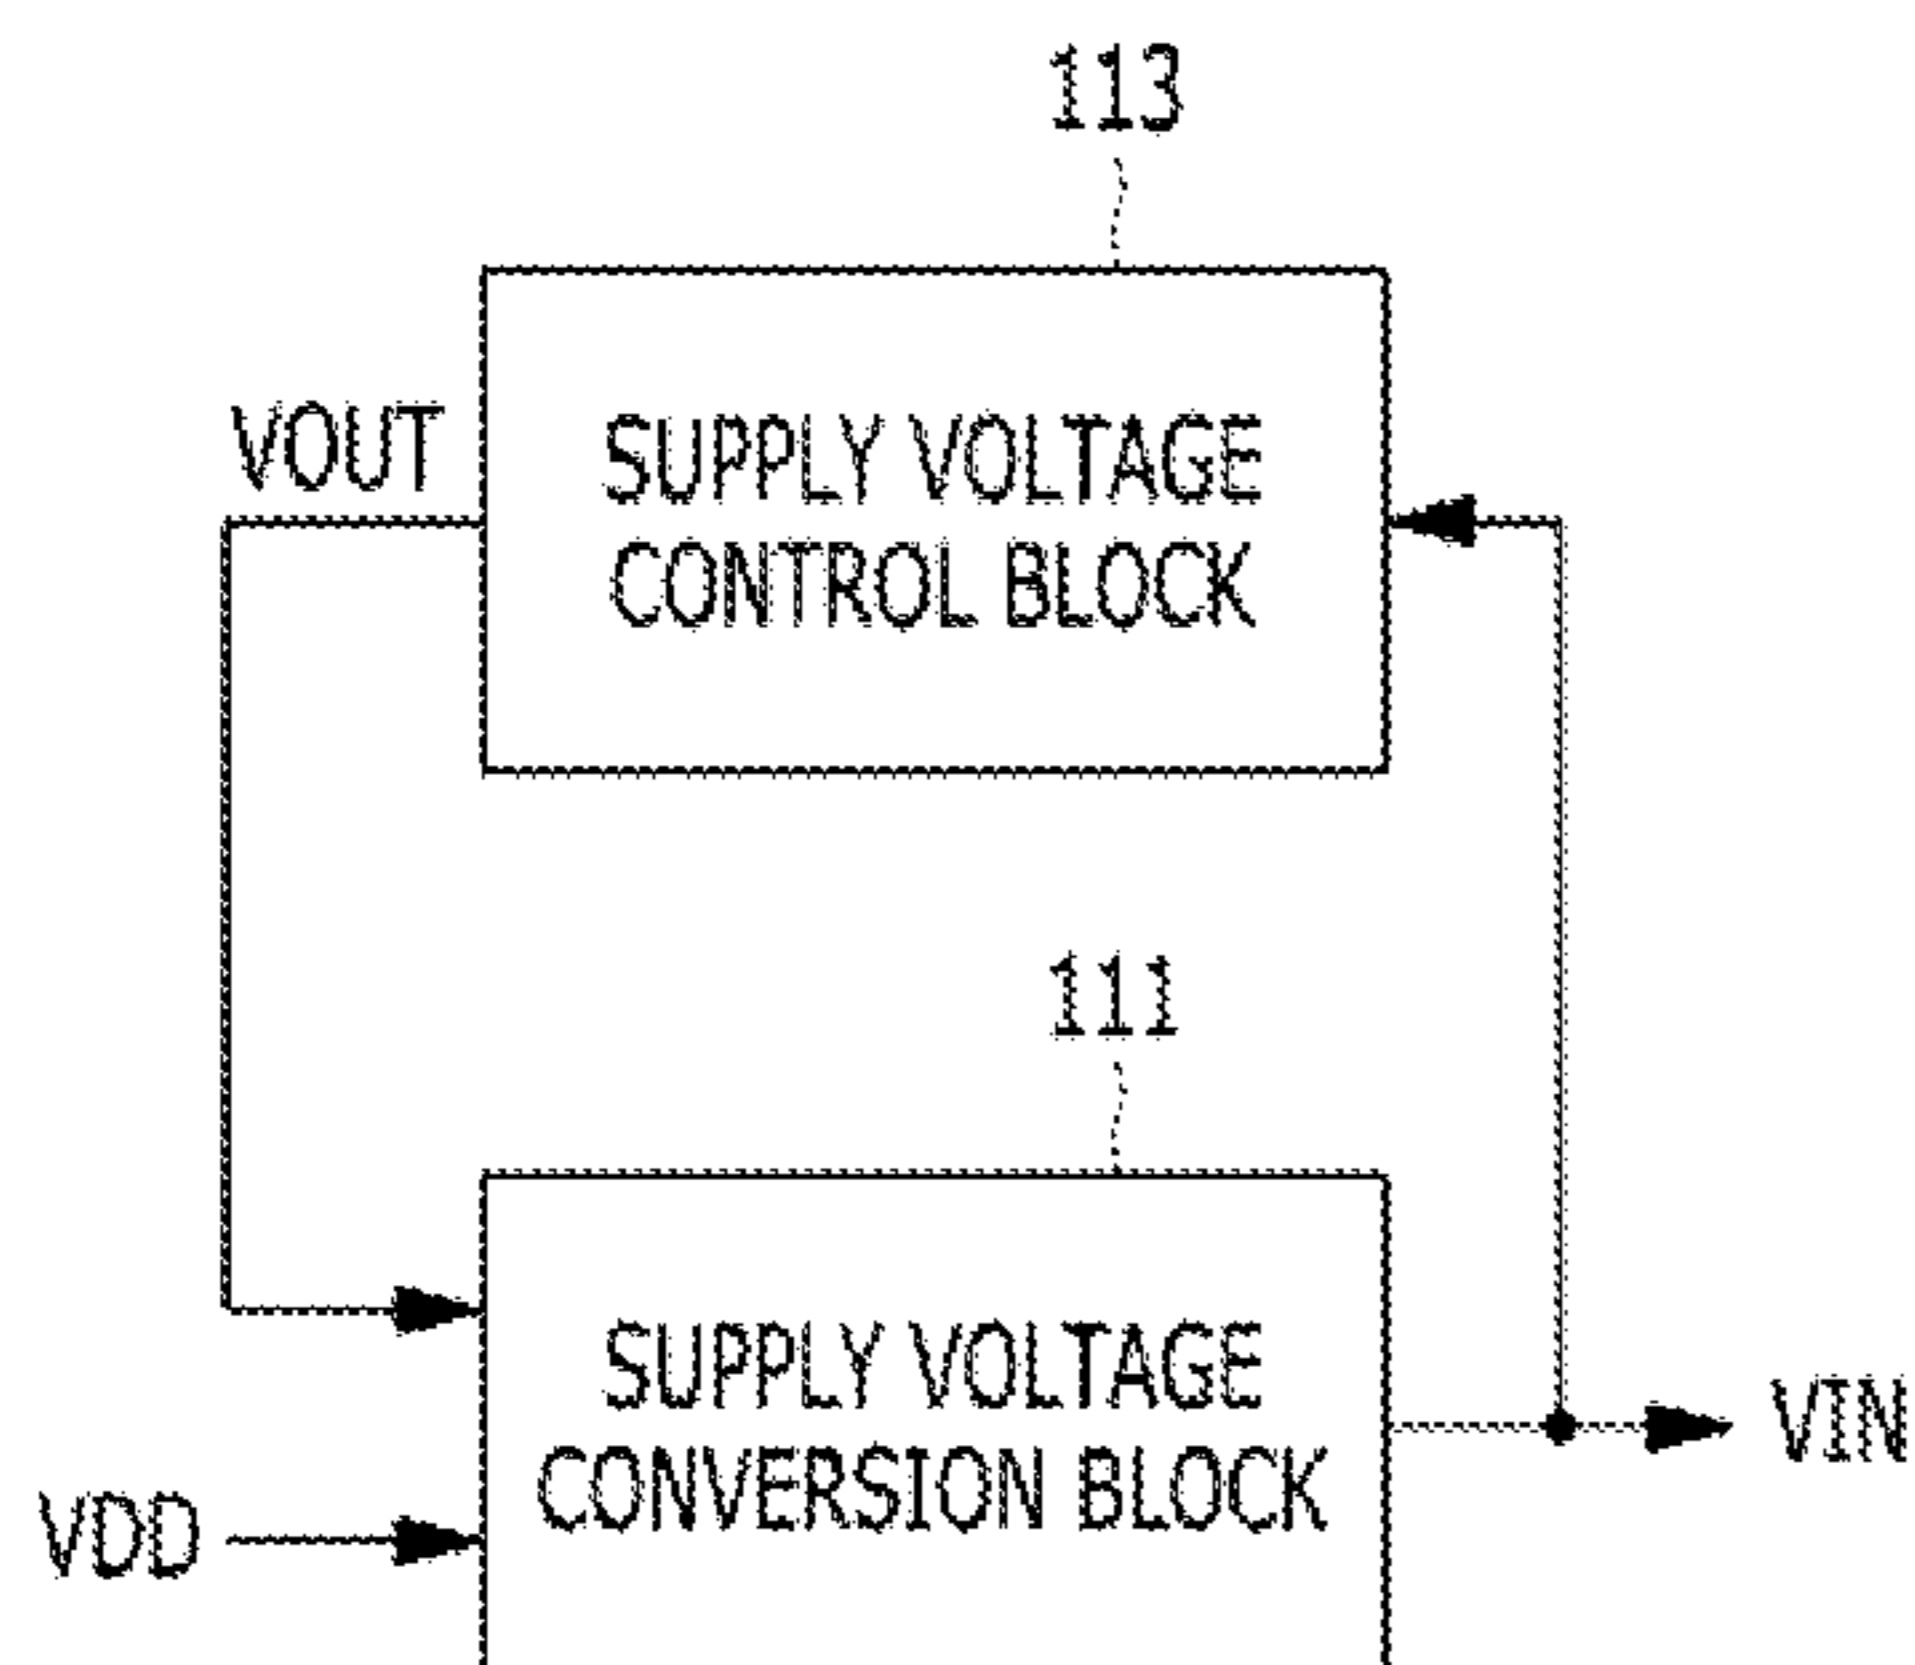 113
VOUT
SUPPLY VOLTAGE
CONTROL BLOCK
111
SUPPLY VOLTAGE
CONVERSION BLOCK
VIN
VDD